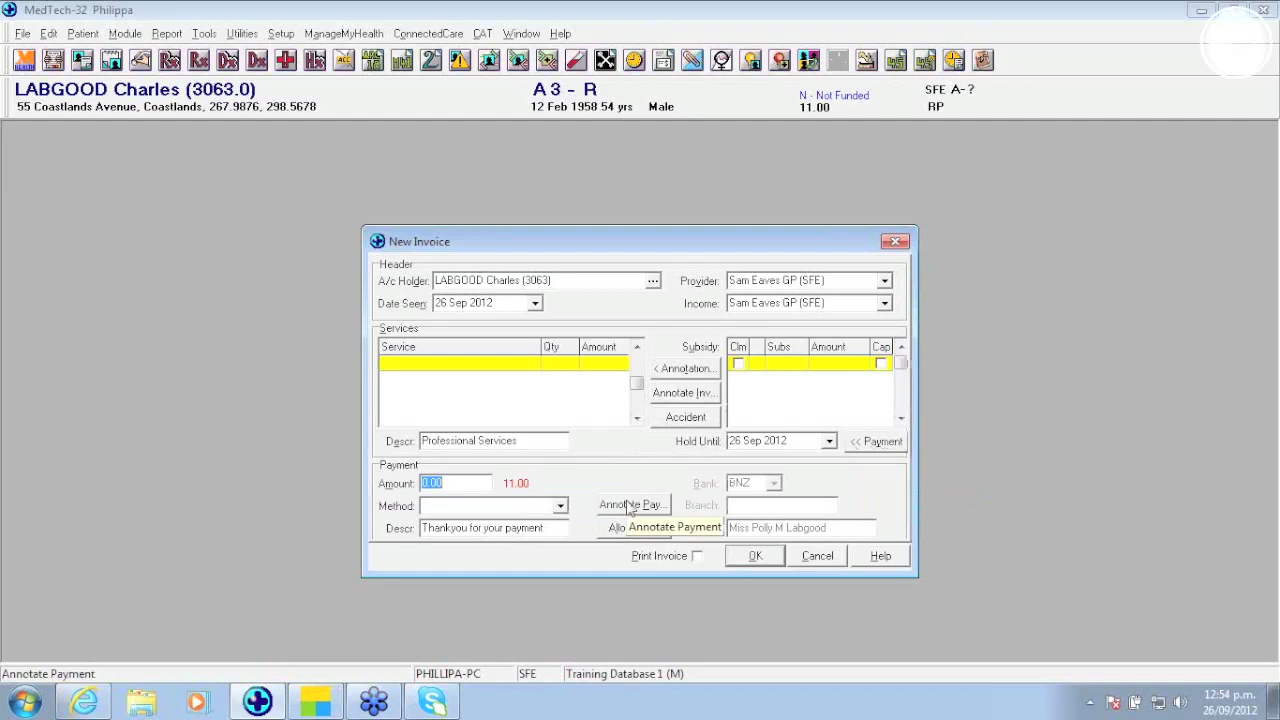 MedTech-32 Philippa
File Edit Patient Module Report Tools Utilities Setup ManageMyHealth ConnectedCare CAT Window Help
LABGOOD Charles (3063.0) A 3 - R N - Not Funded SFE A-?
55 Coastlands Avenue, Coastlands, 267.9876, 298.5678 12 Feb 1958 54 yrs Male 11.00 RP
New Invoice
Header
A/c Holder: LABGOOD Charles (3063) ... Provider: Sam Eaves GP (SFE)
Date Seen: 26 Sep 2012 Income: Sam Eaves GP (SFE)
Services
Service Qty Amount Subsidy: Clm Subs Amount Cap
< Annotation...
Annotate Inv...
Accident
Descr: Professional Services Hold Until: 26 Sep 2012 << Payment
Payment
Amount: 0.00 11.00 Bank: BNZ
Method: Annotate Pay... Branch:
Descr: Thankyou for your payment Allo Annotate Payment Miss Polly M Labgood
Print Invoice OK Cancel Help
Annotate Payment PHILLIPA-PC SFE Training Database 1 (M)
12:54 p.m.
26/09/2012